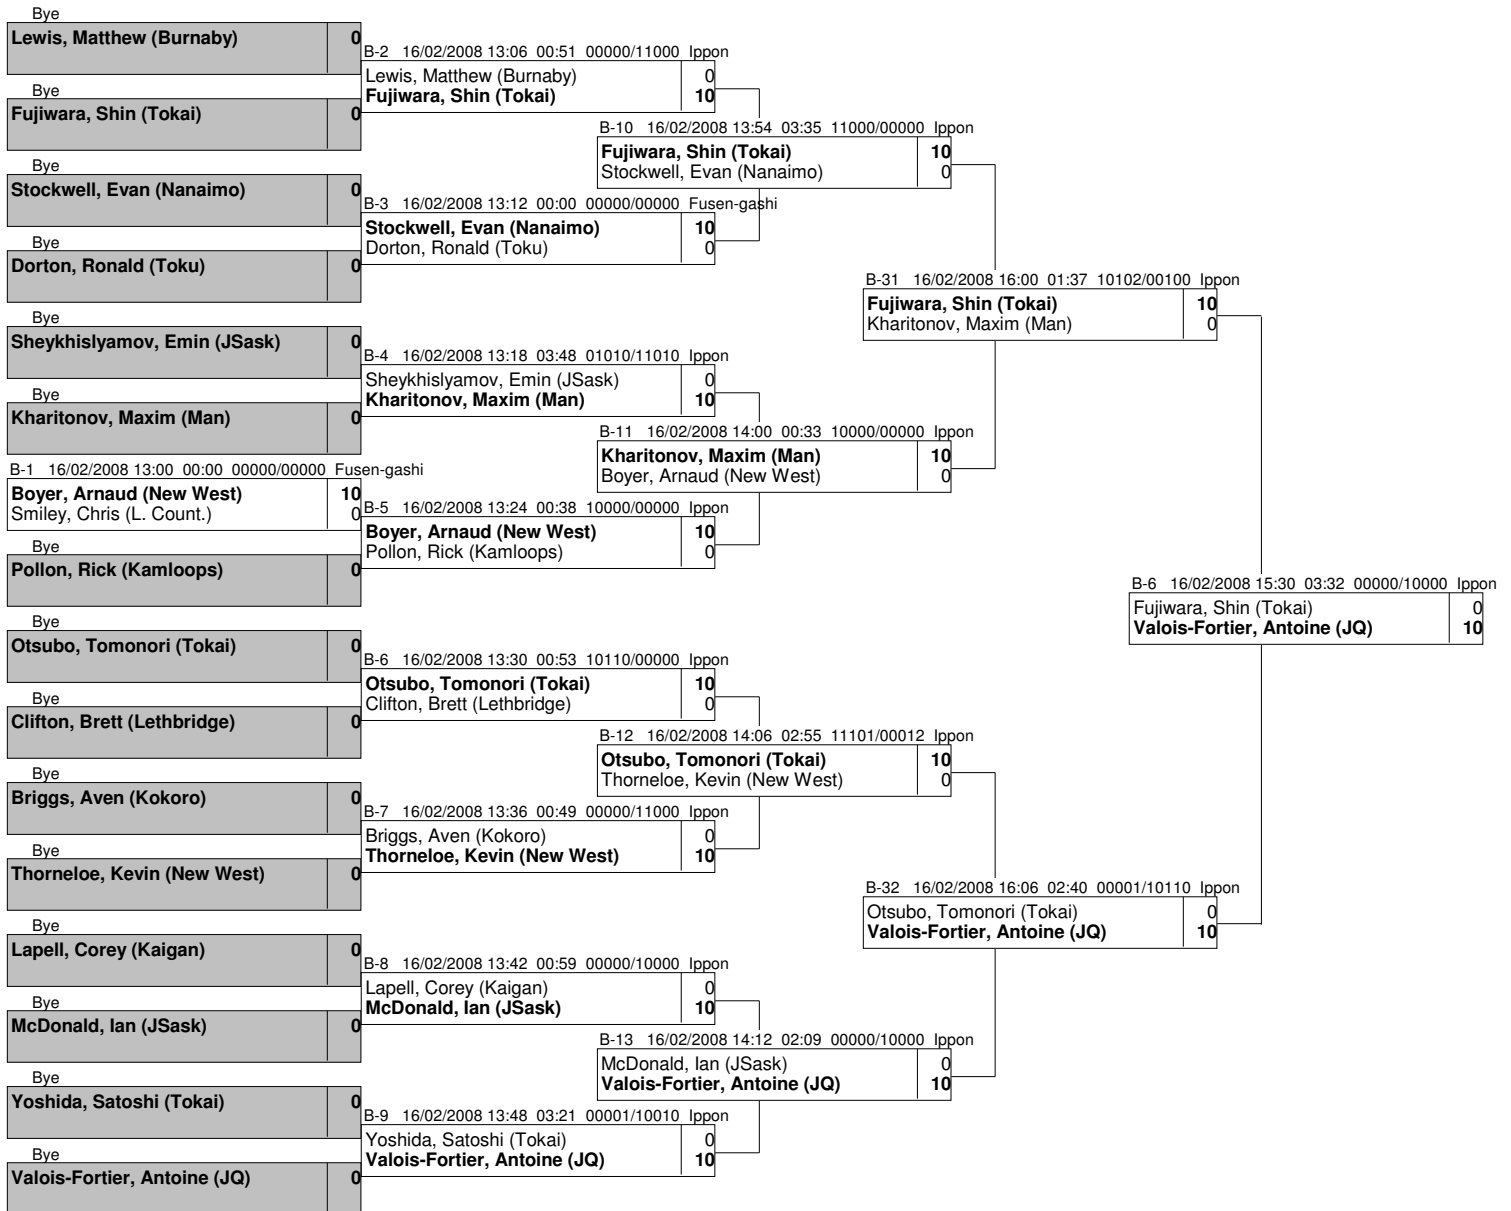 Bye
Lewis, Matthew (Burnaby) 0
Bye
Fujiwara, Shin (Tokai) 0
Bye
Stockwell, Evan (Nanaimo) 0
Bye
Dorton, Ronald (Toku) 0
Bye
Sheykhislyamov, Emin (JSask) 0
Bye
Kharitonov, Maxim (Man) 0
B-1 16/02/2008 13:00 00:00 00000/00000 Fusen-gashi
Boyer, Arnaud (New West) 10
Smiley, Chris (L. Count.) 0
Bye
Pollon, Rick (Kamloops) 0
Bye
Otsubo, Tomonori (Tokai) 0
Bye
Clifton, Brett (Lethbridge) 0
Bye
Briggs, Aven (Kokoro) 0
Bye
Thorneloe, Kevin (New West) 0
Bye
Lapell, Corey (Kaigan) 0
Bye
McDonald, Ian (JSask) 0
Bye
Yoshida, Satoshi (Tokai) 0
Bye
Valois-Fortier, Antoine (JQ) 0
B-2 16/02/2008 13:06 00:51 00000/11000 Ippon
Lewis, Matthew (Burnaby) 0
Fujiwara, Shin (Tokai) 10
B-3 16/02/2008 13:12 00:00 00000/00000 Fusen-gashi
Stockwell, Evan (Nanaimo) 10
Dorton, Ronald (Toku) 0
B-4 16/02/2008 13:18 03:48 01010/11010 Ippon
Sheykhislyamov, Emin (JSask) 0
Kharitonov, Maxim (Man) 10
B-5 16/02/2008 13:24 00:38 10000/00000 Ippon
Boyer, Arnaud (New West) 10
Pollon, Rick (Kamloops) 0
B-6 16/02/2008 13:30 00:53 10110/00000 Ippon
Otsubo, Tomonori (Tokai) 10
Clifton, Brett (Lethbridge) 0
B-7 16/02/2008 13:36 00:49 00000/11000 Ippon
Briggs, Aven (Kokoro) 0
Thorneloe, Kevin (New West) 10
B-8 16/02/2008 13:42 00:59 00000/10000 Ippon
Lapell, Corey (Kaigan) 0
McDonald, Ian (JSask) 10
B-9 16/02/2008 13:48 03:21 00001/10010 Ippon
Yoshida, Satoshi (Tokai) 0
Valois-Fortier, Antoine (JQ) 10
B-10 16/02/2008 13:54 03:35 11000/00000 Ippon
Fujiwara, Shin (Tokai) 10
Stockwell, Evan (Nanaimo) 0
B-11 16/02/2008 14:00 00:33 10000/00000 Ippon
Kharitonov, Maxim (Man) 10
Boyer, Arnaud (New West) 0
B-12 16/02/2008 14:06 02:55 11101/00012 Ippon
Otsubo, Tomonori (Tokai) 10
Thorneloe, Kevin (New West) 0
B-13 16/02/2008 14:12 02:09 00000/10000 Ippon
McDonald, Ian (JSask) 0
Valois-Fortier, Antoine (JQ) 10
B-31 16/02/2008 16:00 01:37 10102/00100 Ippon
Fujiwara, Shin (Tokai) 10
Kharitonov, Maxim (Man) 0
B-32 16/02/2008 16:06 02:40 00001/10110 Ippon
Otsubo, Tomonori (Tokai) 0
Valois-Fortier, Antoine (JQ) 10
B-6 16/02/2008 15:30 03:32 00000/10000 Ippon
Fujiwara, Shin (Tokai) 0
Valois-Fortier, Antoine (JQ) 10